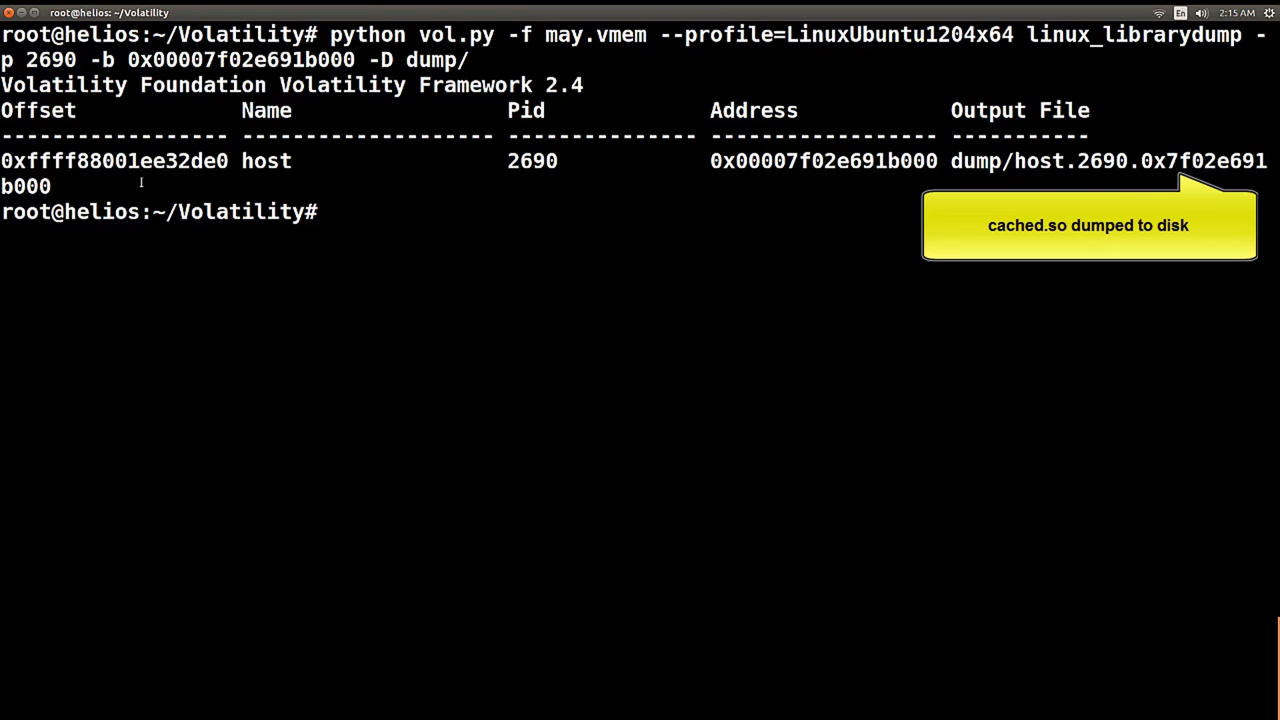 root@helios: ~/Volatility
En
2:15 AM
root@helios:~/Volatility# python vol.py -f may.vmem --profile=LinuxUbuntu1204x64 linux_librarydump -
p 2690 -b 0x00007f02e691b000 -D dump/
Volatility Foundation Volatility Framework 2.4
Offset Name Pid Address Output File
------------------ -------------------- --------------- ------------------ -----------
0xffff88001ee32de0 host 2690 0x00007f02e691b000 dump/host.2690.0x7f02e691
b000
root@helios:~/Volatility#
cached.so dumped to disk